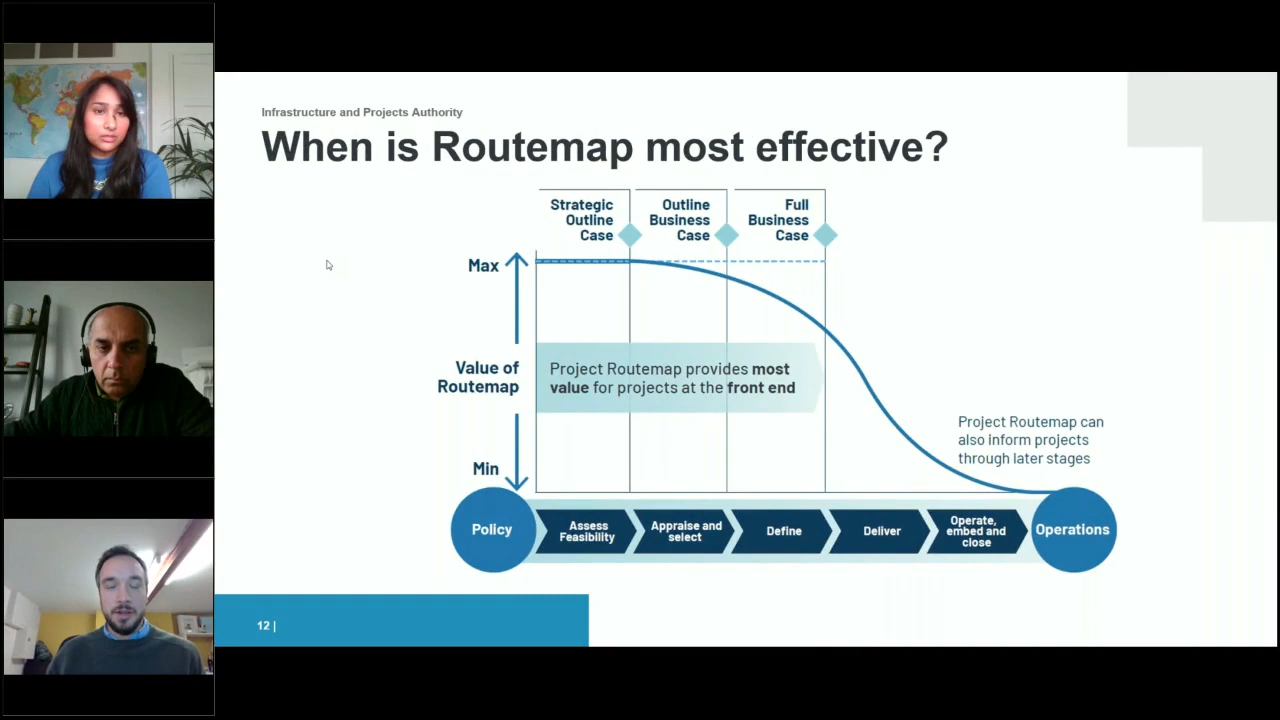 Infrastructure and Projects Authority
When is Routemap most effective?
Strategic
Outline
Case
Outline
Business
Case
Full
Business
Case
Max
Value of
Routemap
Min
Project Routemap provides most
value for projects at the front end
Project Routemap can
also inform projects
through later stages
Policy
Assess
Feasibility
Appraise and
select
Define
Deliver
Operate,
embed and
close
Operations
12 |